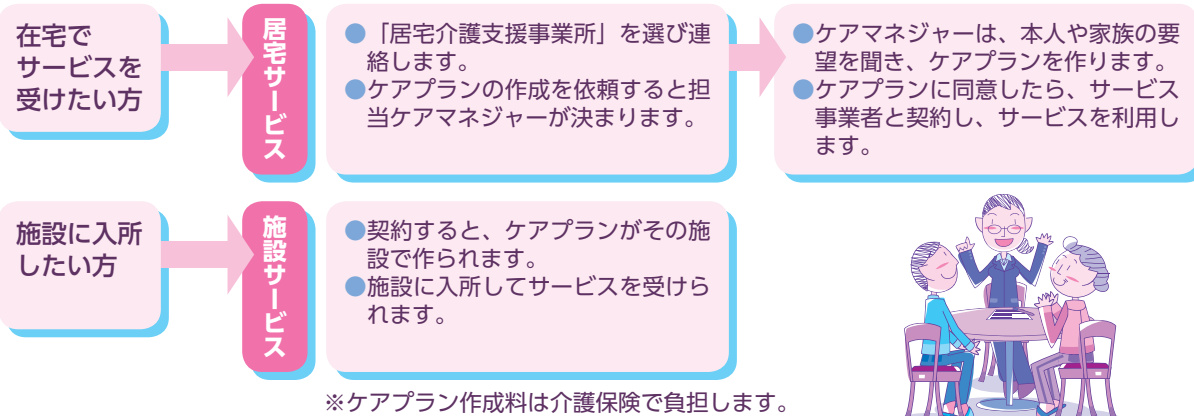 在宅で
サービスを
受けたい方
居宅サービス
●「居宅介護支援事業所」を選び連
絡します。
●ケアプランの作成を依頼すると担
当ケアマネジャーが決まります。
●ケアマネジャーは、本人や家族の要
望を聞き、ケアプランを作ります。
●ケアプランに同意したら、サービス
事業者と契約し、サービスを利用し
ます。
施設に入所
したい方
施設サービス
●契約すると、ケアプランがその施
設で作られます。
●施設に入所してサービスを受けら
れます。
※ケアプラン作成料は介護保険で負担します。